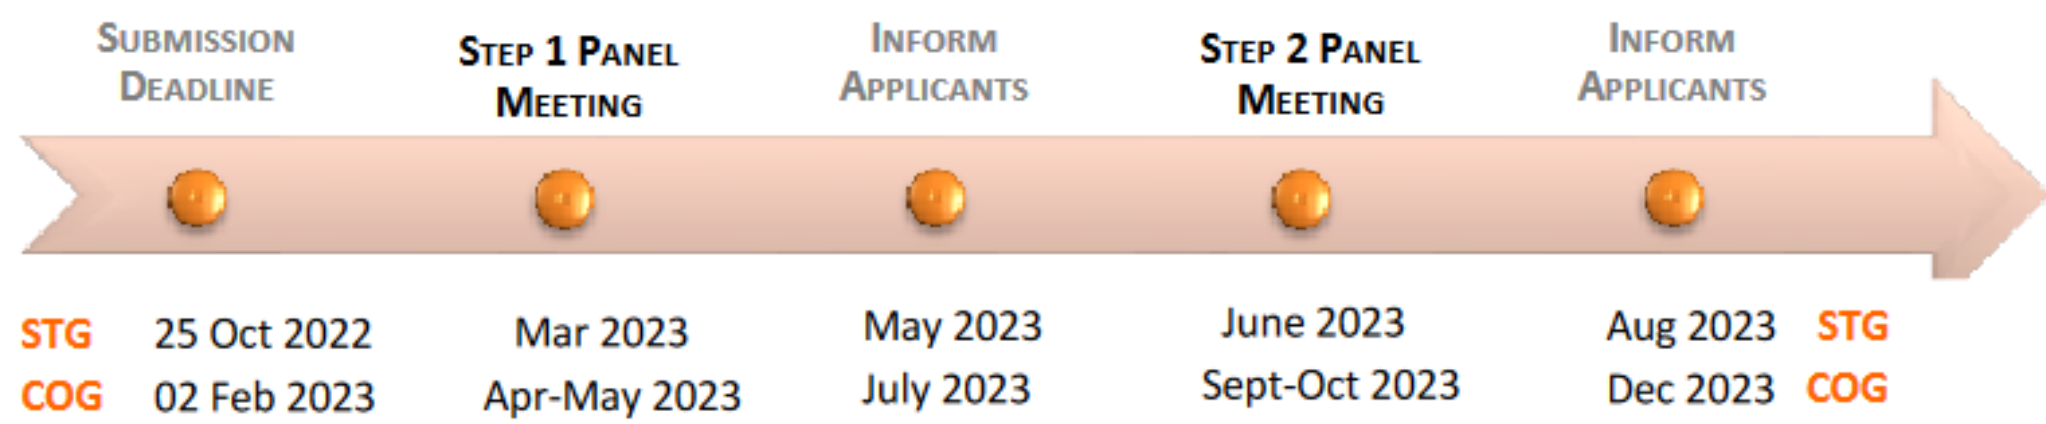 SUBMISSION
DEADLINE
STEP 1 PANEL
MEETING
INFORM
APPLICANTS
STEP 2 PANEL
MEETING
INFORM
APPLICANTS
STG 25 Oct 2022 Mar 2023 May 2023 June 2023 Aug 2023 STG
COG 02 Feb 2023 Apr-May 2023 July 2023 Sept-Oct 2023 Dec 2023 COG